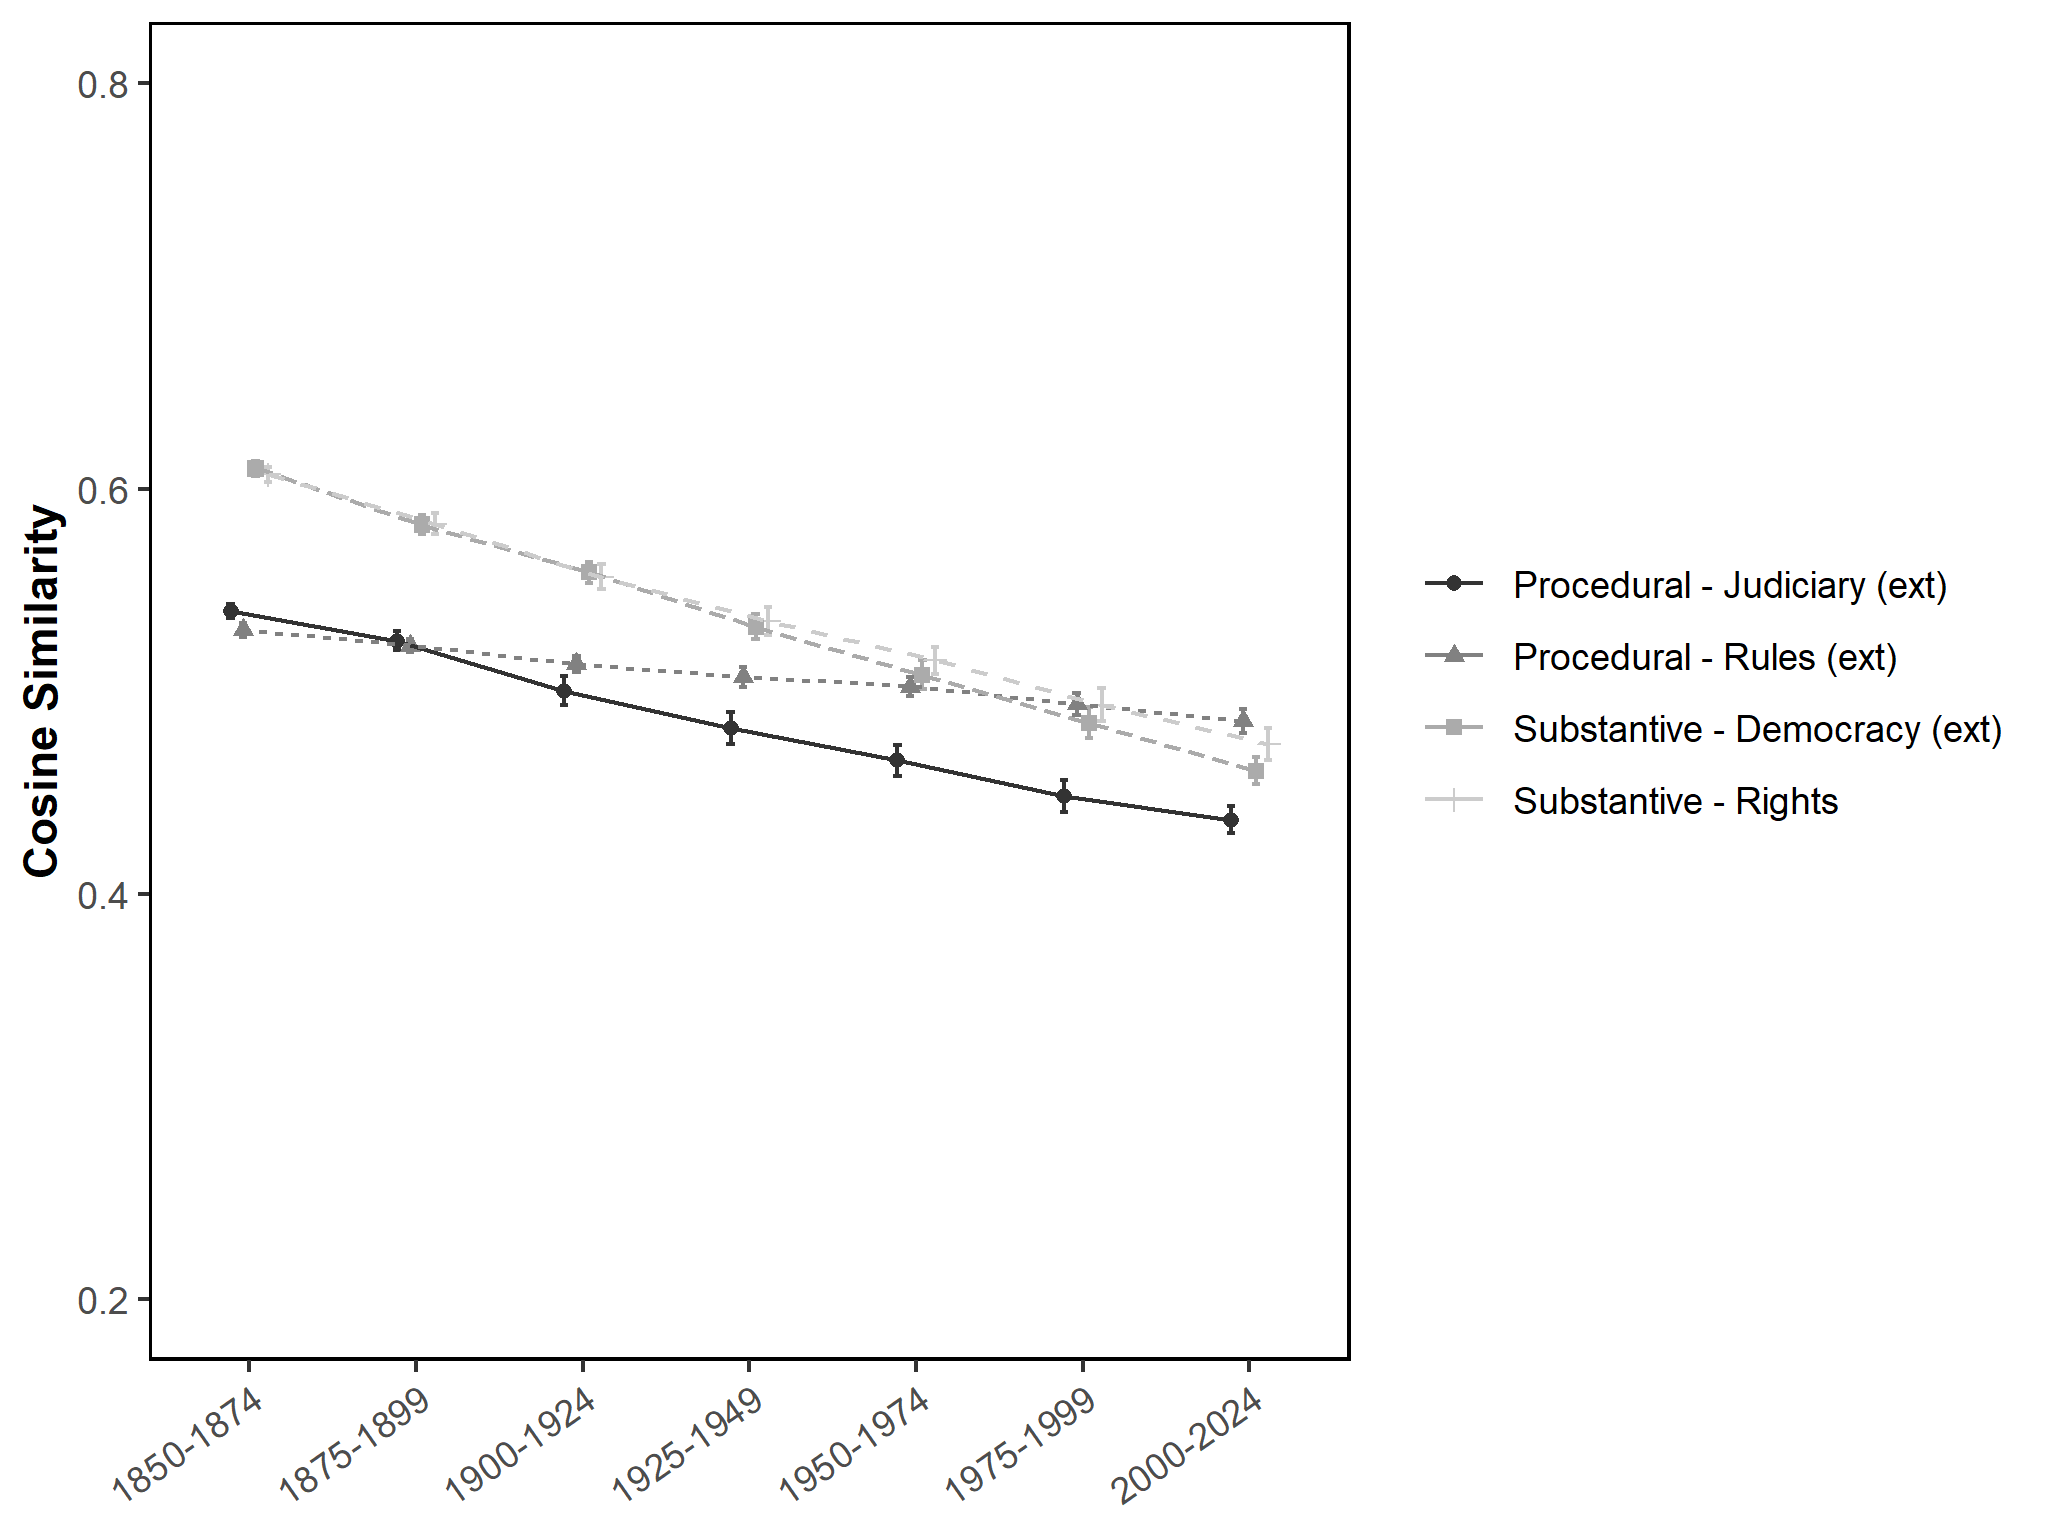 Cosine Similarity
0.8
0.6
0.4
0.2
1850-1874
1875-1899
1900-1924
1925-1949
1950-1974
1975-1999
2000-2024
Procedural - Judiciary (ext)
Procedural - Rules (ext)
Substantive - Democracy (ext)
Substantive - Rights